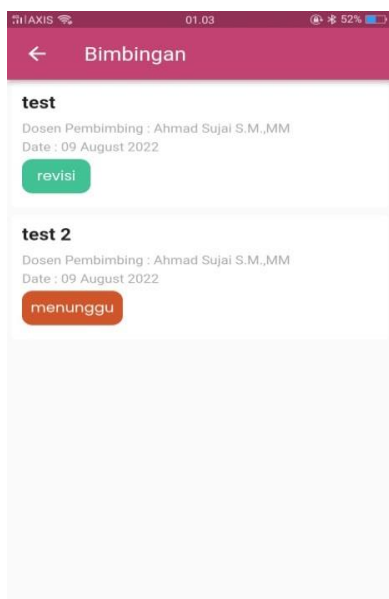 AXIS 01.03 52%
Bimbingan
test
Dosen Pembimbing : Ahmad Sujai S.M.,MM
Date : 09 August 2022
revisi
test 2
Dosen Pembimbing : Ahmad Sujai S.M.,MM
Date : 09 August 2022
menunggu